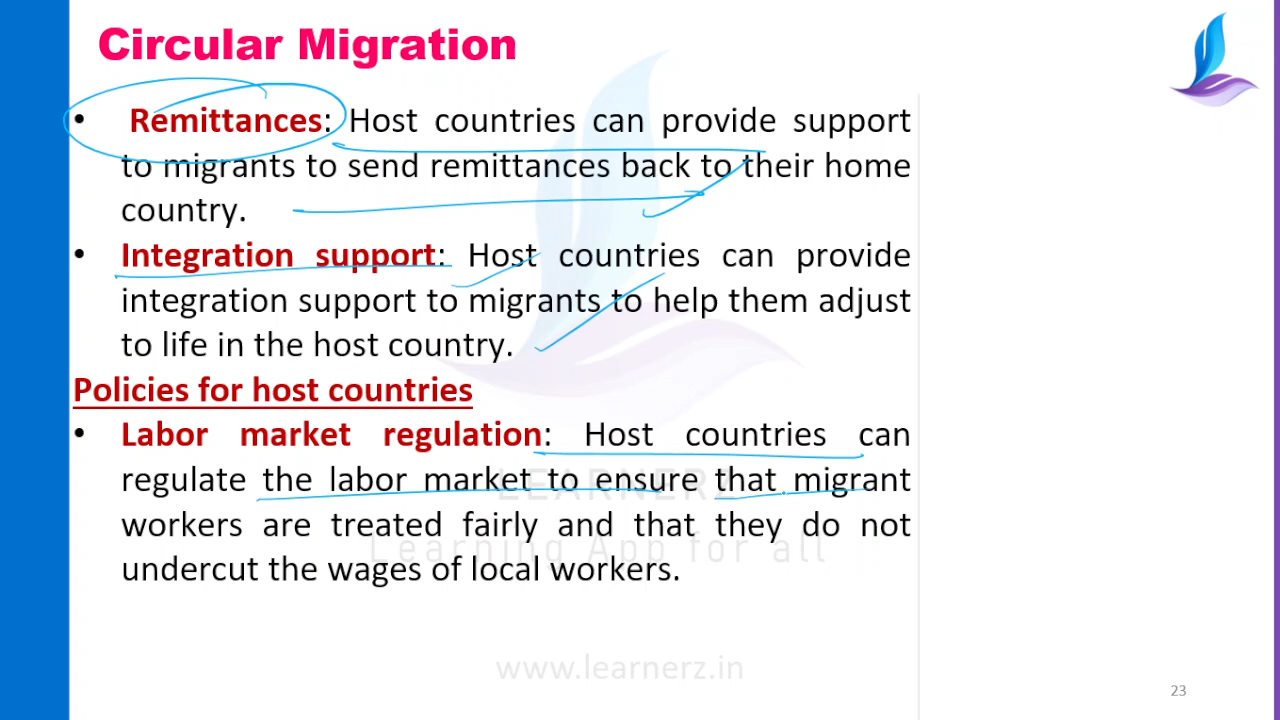 Circular Migration
• Remittances: Host countries can provide support
to migrants to send remittances back to their home
country.
• Integration support: Host countries can provide
integration support to migrants to help them adjust
to life in the host country.
Policies for host countries
• Labor market regulation: Host countries can
regulate the labor market to ensure that migrant
workers are treated fairly and that they do not
undercut the wages of local workers.
LEARNERZ
Learning App for all
www.learnerz.in
23